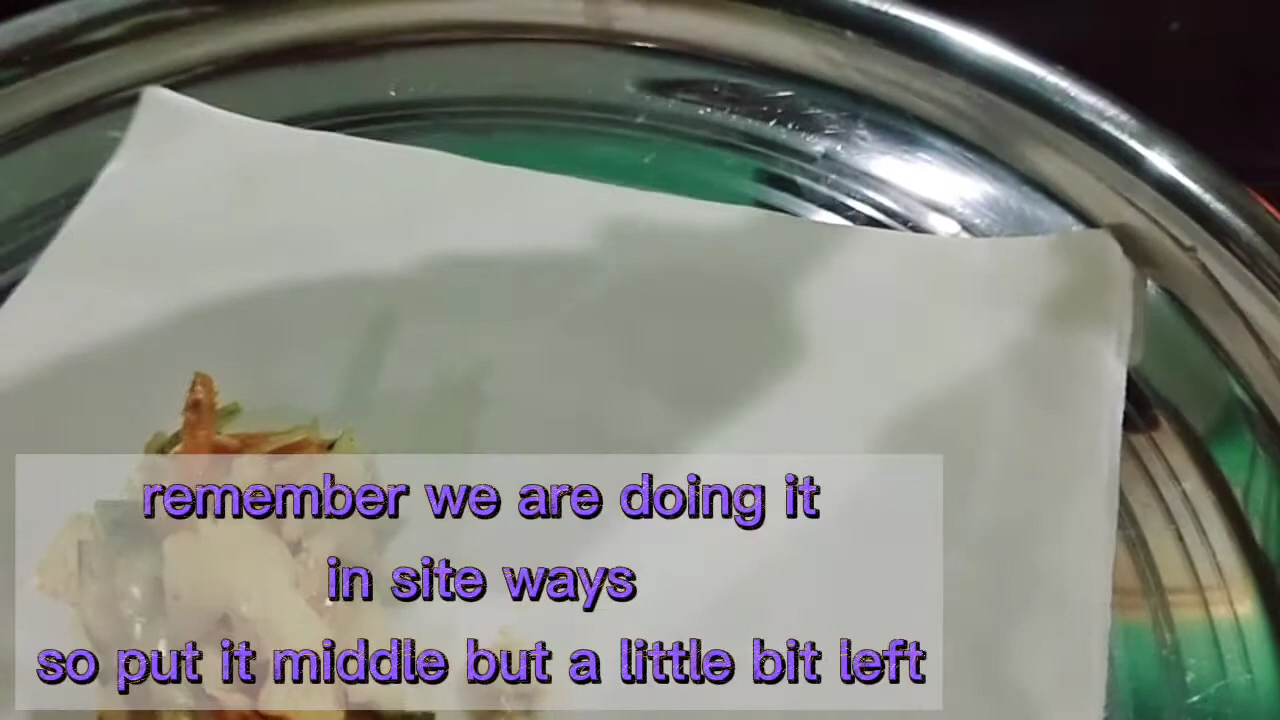 remember we are doing it
in site ways
so put it middle but a little bit left